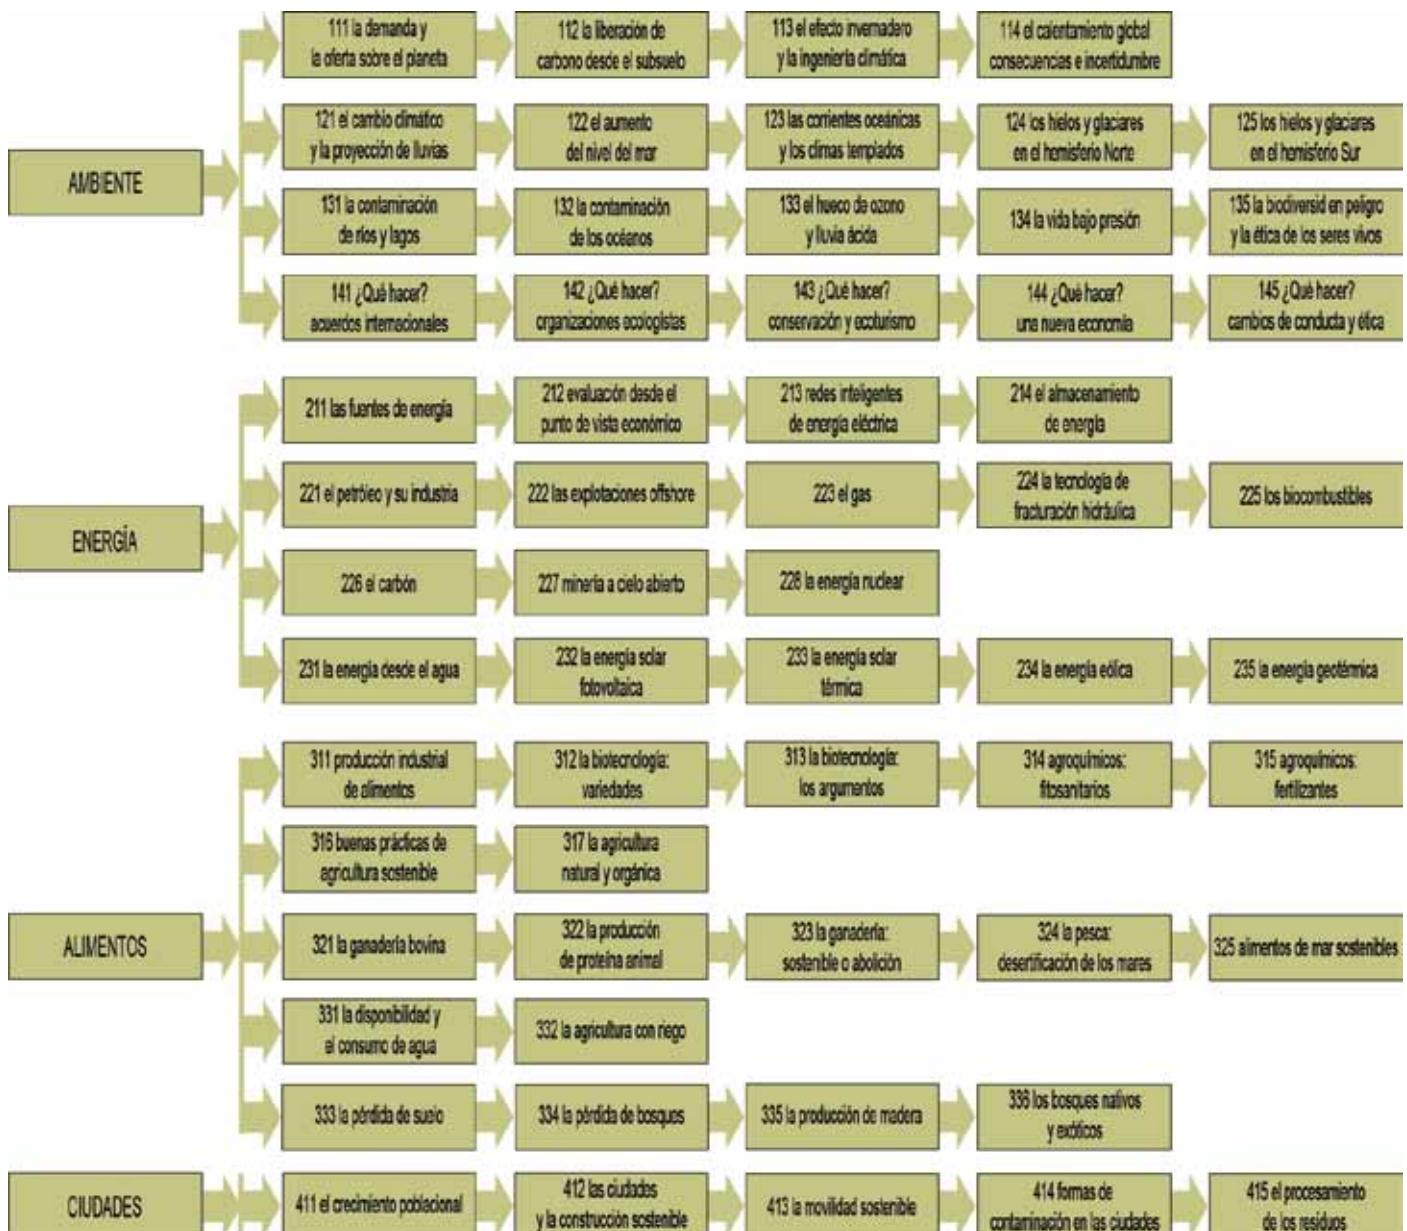 AMBIENTE
111 la demanda y
la oferta sobre el planeta
112 la liberación de
carbono desde el subsuelo
113 el efecto invernadero
y la ingeniería climática
114 el calentamiento global
consecuencias e incertidumbre
121 el cambio climático
y la proyección de lluvias
122 el aumento
del nivel del mar
123 las corrientes oceánicas
y los climas templados
124 los hielos y glaciares
en el hemisferio Norte
125 los hielos y glaciares
en el hemisferio Sur
131 la contaminación
de ríos y lagos
132 la contaminación
de los océanos
133 el hueco de ozono
y lluvia ácida
134 la vida bajo presión
135 la biodiversid en peligro
y la ética de los seres vivos
141 ¿Qué hacer?
acuerdos internacionales
142 ¿Qué hacer?
organizaciones ecologistas
143 ¿Qué hacer?
conservación y ecoturismo
144 ¿Qué hacer?
una nueva economía
145 ¿Qué hacer?
cambios de conducta y ética
ENERGÍA
211 las fuentes de energía
212 evaluación desde el
punto de vista económico
213 redes inteligentes
de energía eléctrica
214 el almacenamiento
de energía
221 el petróleo y su industria
222 las explotaciones offshore
223 el gas
224 la tecnología de
fracturación hidráulica
225 los biocombustibles
226 el carbón
227 minería a cielo abierto
228 la energía nuclear
231 la energía desde el agua
232 la energía solar
fotovoltaica
233 la energía solar
térmica
234 la energía eólica
235 la energía geotérmica
ALIMENTOS
311 producción industrial
de alimentos
312 la biotecnología:
variedades
313 la biotecnología:
los argumentos
314 agroquímicos:
fitosanitarios
315 agroquímicos:
fertilizantes
316 buenas prácticas de
agricultura sostenible
317 la agricultura
natural y orgánica
321 la ganadería bovina
322 la producción
de proteína animal
323 la ganadería:
sostenible o abolición
324 la pesca:
desertificación de los mares
325 alimentos de mar sostenibles
331 la disponibilidad y
el consumo de agua
332 la agricultura con riego
333 la pérdida de suelo
334 la pérdida de bosques
335 la producción de madera
336 los bosques nativos
y exóticos
CIUDADES
411 el crecimiento poblacional
412 las ciudades
y la construcción sostenible
413 la movilidad sostenible
414 formas de
contaminación en las ciudades
415 el procesamiento
de los residuos